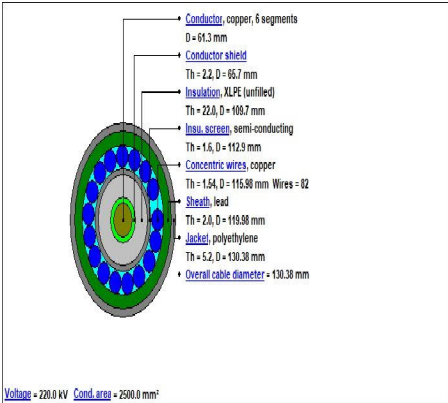 Conductor, copper, 6 segments
D = 61.3 mm
Conductor shield
Th = 2.2, D = 65.7 mm
Insulation, XLPE (unfilled)
Th = 22.0, D = 109.7 mm
Insu. screen, semi-conducting
Th = 1.6, D = 112.9 mm
Concentric wires, copper
Th = 1.54, D = 115.98 mm Wires = 82
Sheath, lead
Th = 2.0, D = 119.98 mm
Jacket, polyethylene
Th = 5.2, D = 130.38 mm
Overall cable diameter = 130.38 mm
Voltage = 220.0 kV Cond. area = 2500.0 mm²